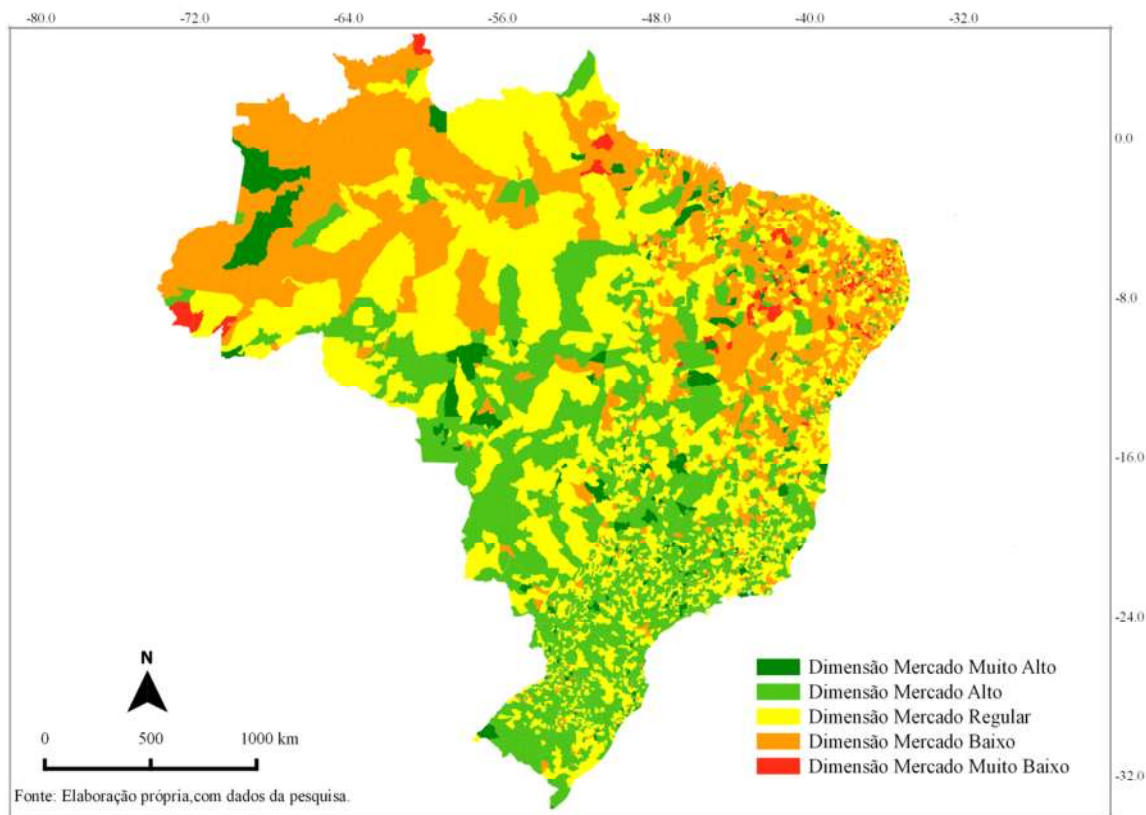 -80.0
-72.0
-64.0
-56.0
-48.0
-40.0
-32.0
0.0
-8.0
-16.0
-24.0
-32.0
N
0 500 1000 km
Dimensão Mercado Muito Alto
Dimensão Mercado Alto
Dimensão Mercado Regular
Dimensão Mercado Baixo
Dimensão Mercado Muito Baixo
Fonte: Elaboração própria,com dados da pesquisa.